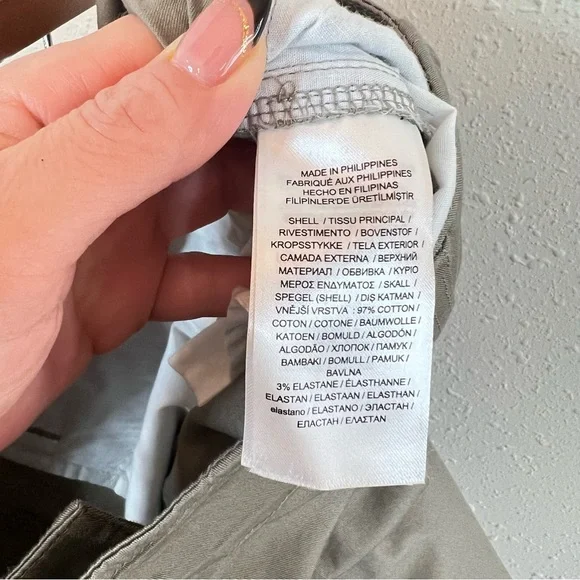 MADE IN PHILIPPINES
FABRIQUÉ AUX PHILIPPINES
HECHO EN FILIPINAS
FİLİPİNLER'DE ÜRETİLMİŞTİR
SHELL / TISSU PRINCIPAL /
RIVESTIMENTO / BOVENSTOF /
KROPSSTYKKE / TELA EXTERIOR /
CAMADA EXTERNA / ВЕРХНИЙ
МАТЕРИАЛ / ОБВИВКА / ΚΥΡΙΟ
ΜΕΡΟΣ ΕΝΔΥΜΑΤΟΣ / SKALL /
SPEGEL (SHELL) / DIŞ KATMAN /
VNĚJŠÍ VRSTVA : 97% COTTON /
COTON / COTONE / BAUMWOLLE /
KATOEN / BOMULD / ALGODÓN /
ALGODÃO / ХЛОПОК / ПАМУК /
ΒΑΜΒΑΚΙ / BOMULL / PAMUK /
BAVLNA
3% ELASTANE / ÉLASTHANNE /
ELASTAN / ELASTAAN / ELASTHAN /
elastano / ELASTANO / ЭЛАСТАН /
ЕЛАСТАН / ΕΛΑΣΤΑΝ